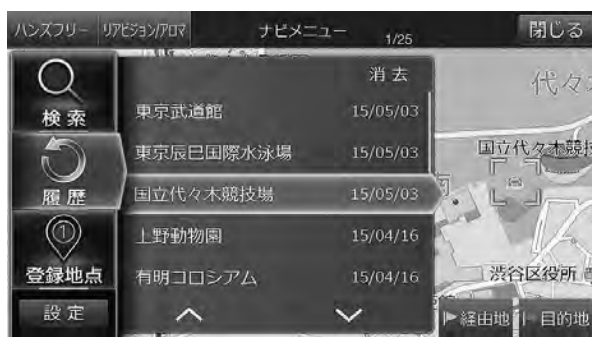 ハンズフリー リアビジョン/アロマ ナビメニュー 1/25 閉じる
検索
履歴
1
登録地点
設定
消去
東京武道館 15/05/03
東京辰巳国際水泳場 15/05/03
国立代々木競技場 15/05/03
上野動物園 15/04/16
有明コロシアム 15/04/16
代々
国立代々木競技
渋谷区役所
経由地 目的地